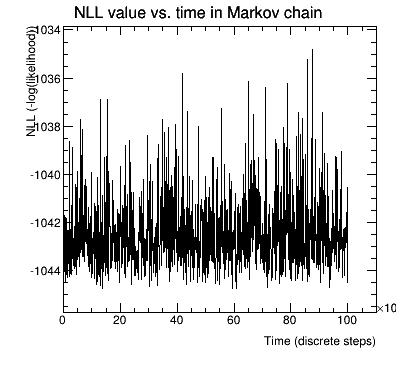 NLL value vs. time in Markov chain
NLL (-log(likelihood))
-1034
-1036
-1038
-1040
-1042
-1044
0 20 40 60 80 100
×10
Time (discrete steps)